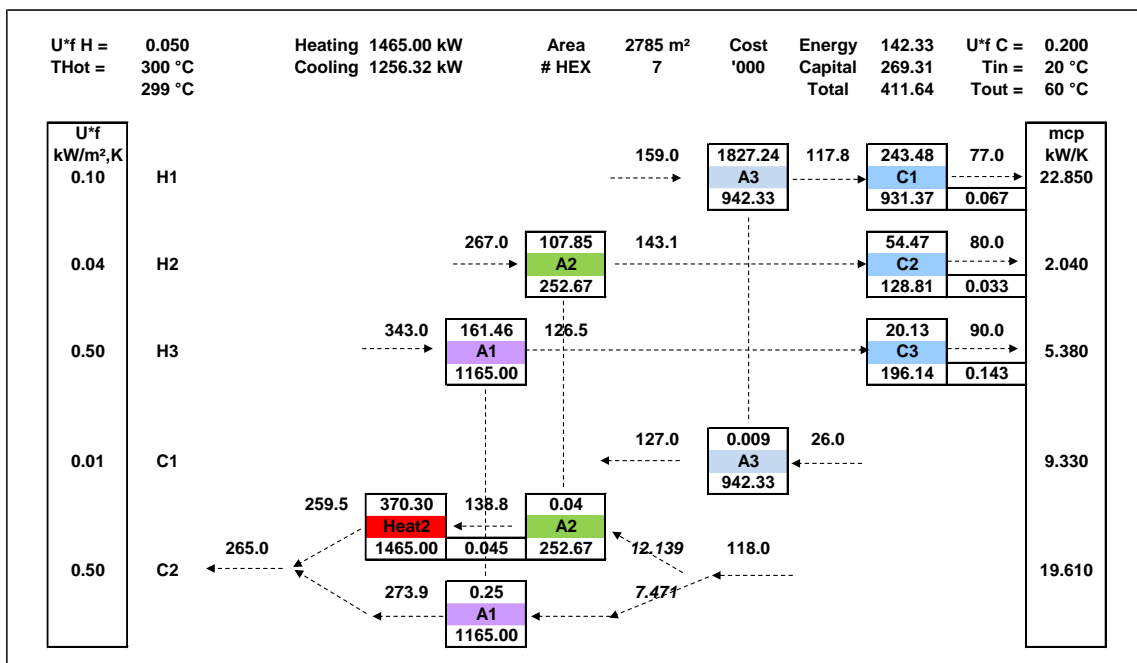 U*f H = 0.050 Heating 1465.00 kW Area 2785 m² Cost Energy 142.33 U*f C = 0.200
THot = 300 °C Cooling 1256.32 kW # HEX 7 '000 Capital 269.31 Tin = 20 °C
299 °C Total 411.64 Tout = 60 °C
U*f mcp
kW/m²,K 159.0 1827.24 117.8 243.48 77.0 kW/K
0.10 H1 A3 C1 22.850
942.33 931.37 0.067
267.0 107.85 143.1 54.47 80.0
0.04 H2 A2 C2 2.040
252.67 128.81 0.033
343.0 161.46 126.5 20.13 90.0
0.50 H3 A1 C3 5.380
1165.00 196.14 0.143
127.0 0.009 26.0
0.01 C1 A3 9.330
942.33
259.5 370.30 138.8 0.04
Heat2 A2
265.0 1465.00 0.045 252.67 12.139 118.0
0.50 C2 19.610
273.9 0.25 7.471
A1
1165.00